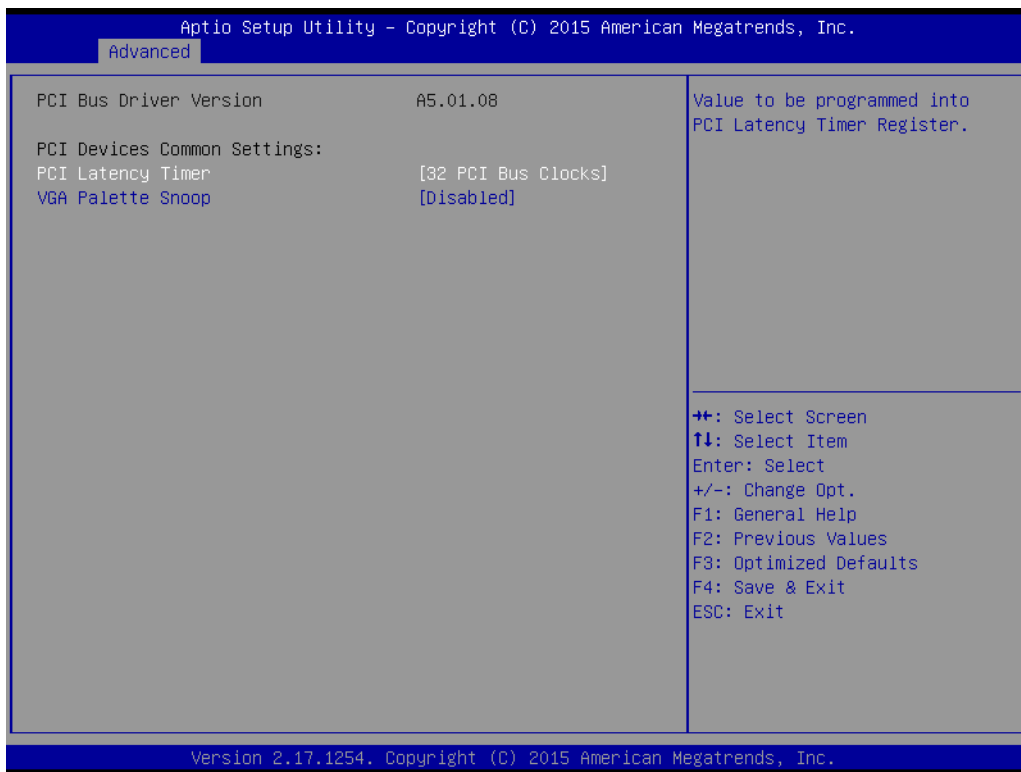 Aptio Setup Utility – Copyright (C) 2015 American Megatrends, Inc.
Advanced
PCI Bus Driver Version A5.01.08
PCI Devices Common Settings:
PCI Latency Timer [32 PCI Bus Clocks]
VGA Palette Snoop [Disabled]
Value to be programmed into
PCI Latency Timer Register.
→←: Select Screen
↑↓: Select Item
Enter: Select
+/-: Change Opt.
F1: General Help
F2: Previous Values
F3: Optimized Defaults
F4: Save & Exit
ESC: Exit
Version 2.17.1254. Copyright (C) 2015 American Megatrends, Inc.